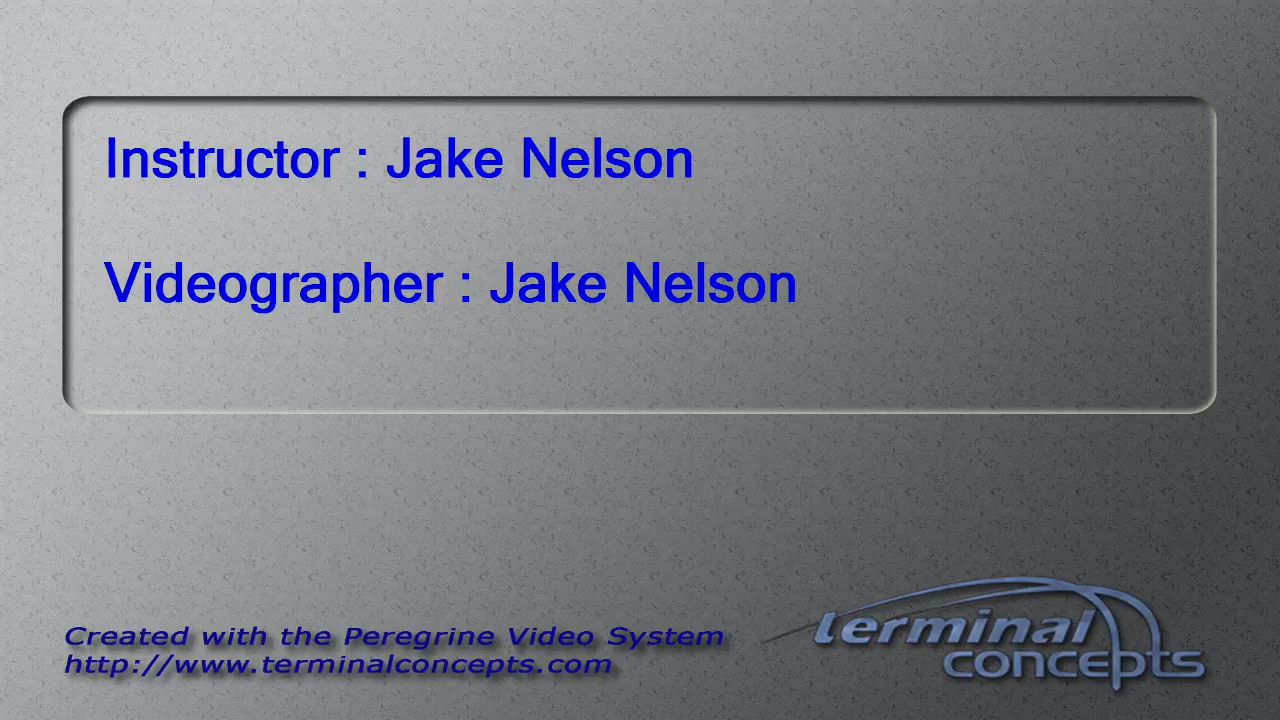 Instructor : Jake Nelson
Videographer : Jake Nelson
Created with the Peregrine Video System
http://www.terminalconcepts.com
terminal
concepts